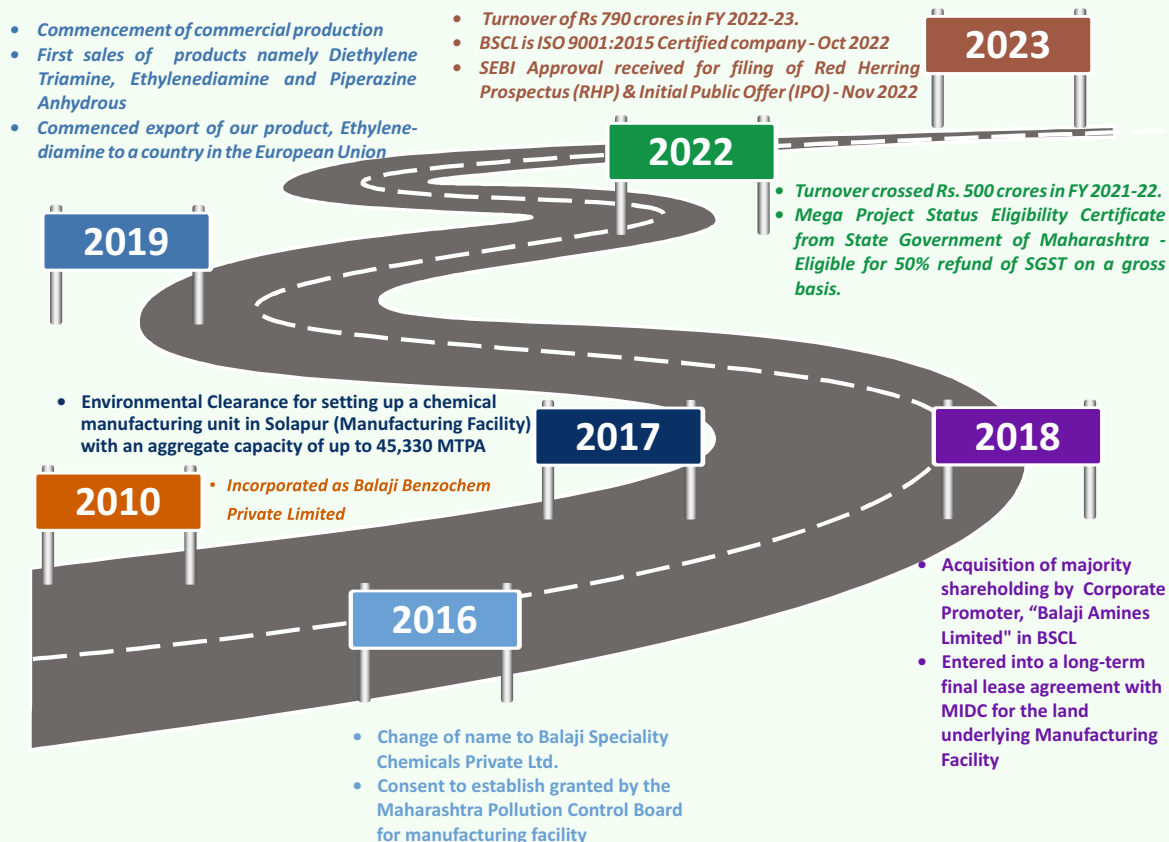 • Commencement of commercial production
• First sales of products namely Diethylene
Triamine, Ethylenediamine and Piperazine
Anhydrous
• Commenced export of our product, Ethylene-
diamine to a country in the European Union
• Turnover of Rs 790 crores in FY 2022-23.
• BSCL is ISO 9001:2015 Certified company - Oct 2022
• SEBI Approval received for filing of Red Herring
Prospectus (RHP) & Initial Public Offer (IPO) - Nov 2022
2023
2022
• Turnover crossed Rs. 500 crores in FY 2021-22.
• Mega Project Status Eligibility Certificate
from State Government of Maharashtra -
Eligible for 50% refund of SGST on a gross
basis.
2019
• Environmental Clearance for setting up a chemical
manufacturing unit in Solapur (Manufacturing Facility)
with an aggregate capacity of up to 45,330 MTPA
2017
2018
2010
• Incorporated as Balaji Benzochem
Private Limited
• Acquisition of majority
shareholding by Corporate
Promoter, “Balaji Amines
Limited" in BSCL
• Entered into a long-term
final lease agreement with
MIDC for the land
underlying Manufacturing
Facility
2016
• Change of name to Balaji Speciality
Chemicals Private Ltd.
• Consent to establish granted by the
Maharashtra Pollution Control Board
for manufacturing facility